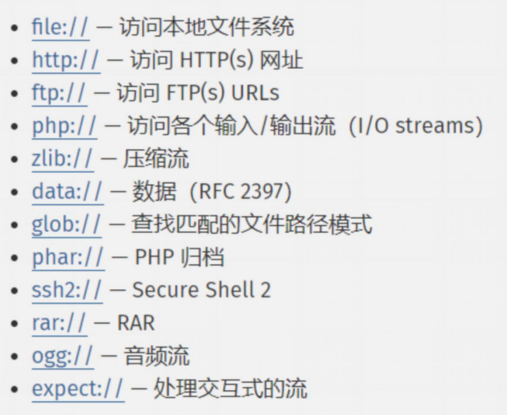 file:// — 访问本地文件系统
http:// — 访问 HTTP(s) 网址
ftp:// — 访问 FTP(s) URLs
php:// — 访问各个输入/输出流（I/O streams）
zlib:// — 压缩流
data:// — 数据（RFC 2397）
glob:// — 查找匹配的文件路径模式
phar:// — PHP 归档
ssh2:// — Secure Shell 2
rar:// — RAR
ogg:// — 音频流
expect:// — 处理交互式的流